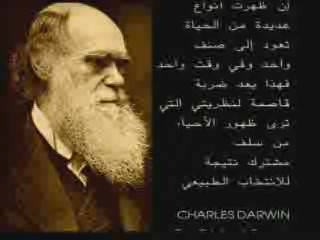 إن ظهرت أنواع
عديدة من الحياة
تعود إلى صنف
واحد وفي وقت واحد
فهذا يعد ضربة
قاصمة لنظريتي التي
ترى ظهور الأحياء
من سلف
مشترك نتيجة
للانتخاب الطبيعي
CHARLES DARWIN